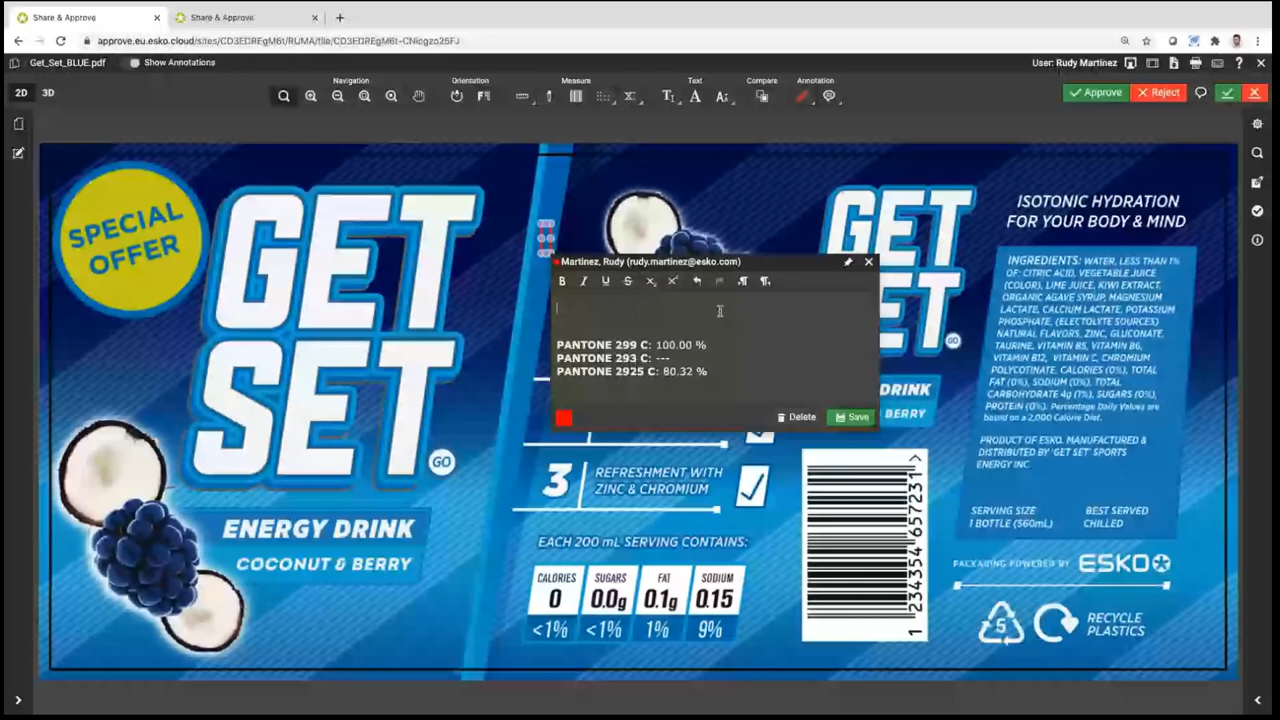 Share & Approve
Share & Approve
approve.eu.esko.cloud/sites/
Get_Set_BLUE.pdf
Show Annotations
Navigation
Orientation
Measure
Text
Compare
Annotation
User: Rudy Martinez
2D
3D
Approve
Reject
SPECIAL
OFFER
GET
SET
GO
ENERGY DRINK
COCONUT & BERRY
Martinez, Rudy (rudy.martinez@esko.com)
B I U S X₂ X²
PANTONE 299 C: 100.00 %
PANTONE 293 C: ---
PANTONE 2925 C: 80.32 %
Delete
Save
3
REFRESHMENT WITH
ZINC & CHROMIUM
EACH 200 mL SERVING CONTAINS:
CALORIES
0
<1%
SUGARS
0.0g
<1%
FAT
0.1g
1%
SODIUM
0.15
9%
GET
GO
DRINK
BERRY
1 234354 657231 >
ISOTONIC HYDRATION
FOR YOUR BODY & MIND
INGREDIENTS: WATER, LESS THAN 1%
OF: CITRIC ACID, VEGETABLE JUICE
(COLOR), LIME JUICE, KIWI EXTRACT,
ORGANIC AGAVE SYRUP, MAGNESIUM
LACTATE, CALCIUM LACTATE, POTASSIUM
PHOSPHATE, (ELECTOLYTE SOURCES)
NATURAL FLAVORS, ZINC, GLUCONATE,
TAURINE, VITAMIN B5, VITAMIN B6,
VITAMIN B12, VITAMIN C, CHROMIUM
POLYCOTINATE. CALORIES (0%), TOTAL
FAT (0%), SODIUM (0%), TOTAL
CARBOHYDRATE 4g (1%), SUGARS (0%),
PROTEIN (0%). Percentage Daily Values are
based on a 2,000 Calorie Diet.
PRODUCT OF ESKO. MANUFACTURED &
DISTRIBUTED BY 'GET SET' SPORTS
ENERGY INC.
SERVING SIZE
1 BOTTLE (560mL)
BEST SERVED
CHILLED
PACKAGING POWERED BY ESKO
5
RECYCLE
PLASTICS